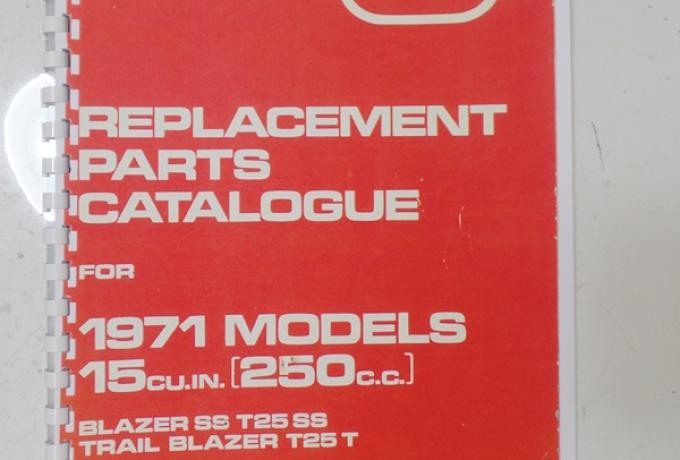 REPLACEMENT
PARTS
CATALOGUE
FOR
1971 MODELS
15CU.IN. [250C.C.]
BLAZER SS T25 SS
TRAIL BLAZER T25 T